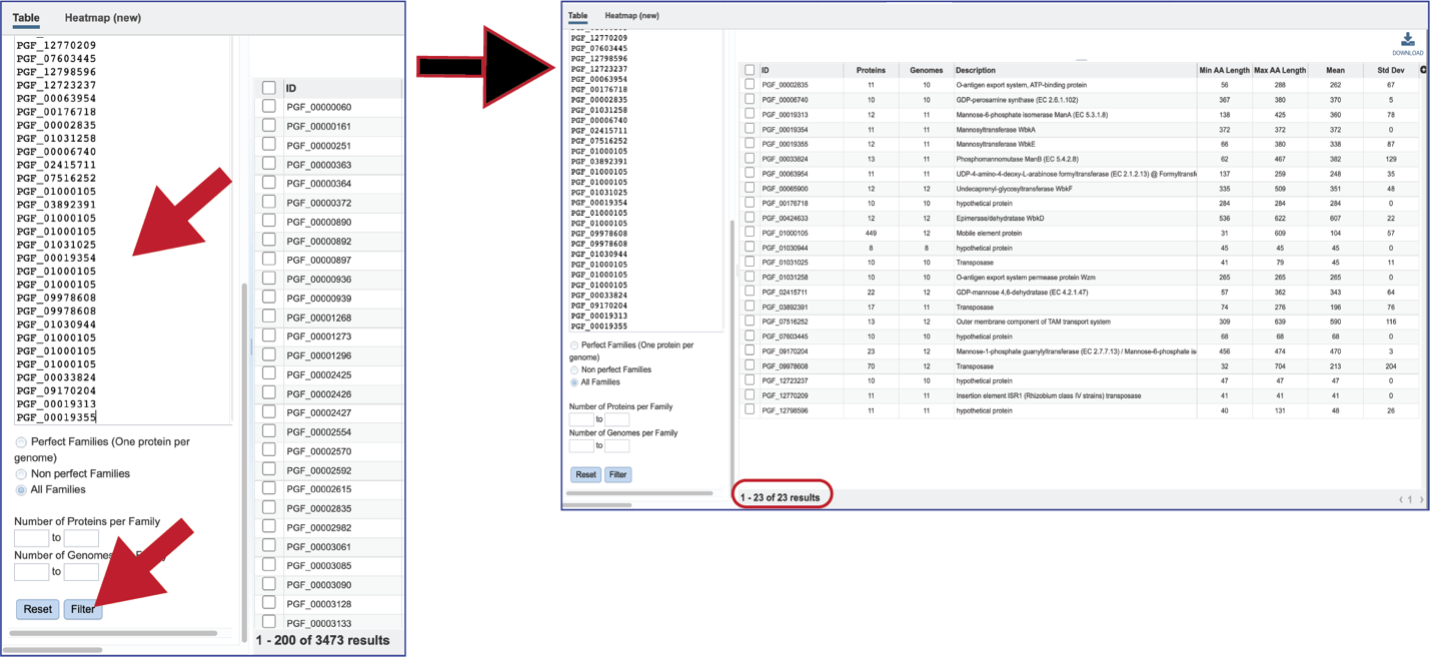 Table Heatmap (new)
PGF_12770209
PGF_07603445
PGF_12798596
PGF_12723237
PGF_00063954
PGF_00176718
PGF_00002835
PGF_01031258
PGF_00006740
PGF_02415711
PGF_07516252
PGF_01000105
PGF_03892391
PGF_01000105
PGF_01000105
PGF_01031025
PGF_00019354
PGF_01000105
PGF_01000105
PGF_09978608
PGF_09978608
PGF_01030944
PGF_01000105
PGF_01000105
PGF_01000105
PGF_00033824
PGF_09170204
PGF_00019313
PGF_00019355
Perfect Families (One protein per
genome)
Non perfect Families
All Families
Number of Proteins per Family
to
Number of Genomes
to
Reset Filter
ID
PGF_00000060
PGF_00000161
PGF_00000251
PGF_00000363
PGF_00000364
PGF_00000372
PGF_00000890
PGF_00000892
PGF_00000897
PGF_00000936
PGF_00000939
PGF_00001268
PGF_00001273
PGF_00001296
PGF_00002425
PGF_00002426
PGF_00002427
PGF_00002554
PGF_00002570
PGF_00002592
PGF_00002615
PGF_00002835
PGF_00002982
PGF_00003061
PGF_00003085
PGF_00003090
PGF_00003128
PGF_00003133
1 - 200 of 3473 results
Table Heatmap (new)
PGF_12770209
PGF_07603445
PGF_12798596
PGF_12723237
PGF_00063954
PGF_00176718
PGF_00002835
PGF_01031258
PGF_00006740
PGF_02415711
PGF_07516252
PGF_01000105
PGF_03892391
PGF_01000105
PGF_01000105
PGF_01031025
PGF_00019354
PGF_01000105
PGF_01000105
PGF_09978608
PGF_09978608
PGF_01030944
PGF_01000105
PGF_01000105
PGF_01000105
PGF_00033824
PGF_09170204
PGF_00019313
PGF_00019355
Perfect Families (One protein per
genome)
Non perfect Families
All Families
Number of Proteins per Family
to
Number of Genomes per Family
to
Reset Filter
DOWNLOAD
ID Proteins Genomes Description Min AA Length Max AA Length Mean Std Dev
PGF_00002835 11 10 O-antigen export system, ATP-binding protein 56 288 262 67
PGF_00006740 10 10 GDP-perosamine synthase (EC 2.6.1.102) 367 380 370 5
PGF_00019313 12 11 Mannose-6-phosphate isomerase ManA (EC 5.3.1.8) 138 425 360 78
PGF_00019354 11 11 Mannosyltransferase WbkA 372 372 372 0
PGF_00019355 12 11 Mannosyltransferase WbkE 66 380 338 87
PGF_00033824 13 11 Phosphomannomutase ManB (EC 5.4.2.8) 62 467 382 129
PGF_00063954 11 11 UDP-4-amino-4-deoxy-L-arabinose formyltransferase (EC 2.1.2.13) @ Formyltransf 137 259 248 35
PGF_00065900 12 12 Undecaprenyl-glycosyltransferase WbkF 335 509 351 48
PGF_00176718 10 10 hypothetical protein 284 284 284 0
PGF_00424633 12 12 Epimerase/dehydratase WbkD 536 622 607 22
PGF_01000105 449 12 Mobile element protein 31 609 104 57
PGF_01030944 8 8 hypothetical protein 45 45 45 0
PGF_01031025 10 10 Transposase 41 79 45 11
PGF_01031258 10 10 O-antigen export system permease protein Wzm 265 265 265 0
PGF_02415711 22 12 GDP-mannose 4,6-dehydratase (EC 4.2.1.47) 57 362 343 64
PGF_03892391 17 11 Transposase 74 276 196 76
PGF_07516252 13 12 Outer membrane component of TAM transport system 309 639 590 116
PGF_07603445 12 12 hypothetical protein 68 68 68 0
PGF_09170204 23 12 Mannose-1-phosphate guanylyltransferase (EC 2.7.7.13) / Mannose-6-phosphate is 456 474 470 3
PGF_09978608 70 12 Transposase 32 704 213 204
PGF_12723237 10 10 hypothetical protein 47 47 47 0
PGF_12770209 11 11 Insertion element ISR1 (Rhizobium class IV strains) transposase 41 41 41 0
PGF_12798596 11 11 hypothetical protein 40 131 48 26
1 - 23 of 23 results
1